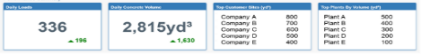 Daily Loads
336
▲ 196
Daily Concrete Volume
2,815yd³
▲ 1,630
Top Customer Sites (yd³)
Company A 800
Company B 700
Company C 600
Company D 500
Company E 400
Top Plants By Volume (yd³)
Plant A 500
Plant B 400
Plant C 300
Plant D 200
Plant E 100